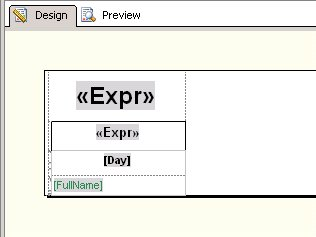 Design Preview
«Expr»
«Expr»
[Day]
[FullName]